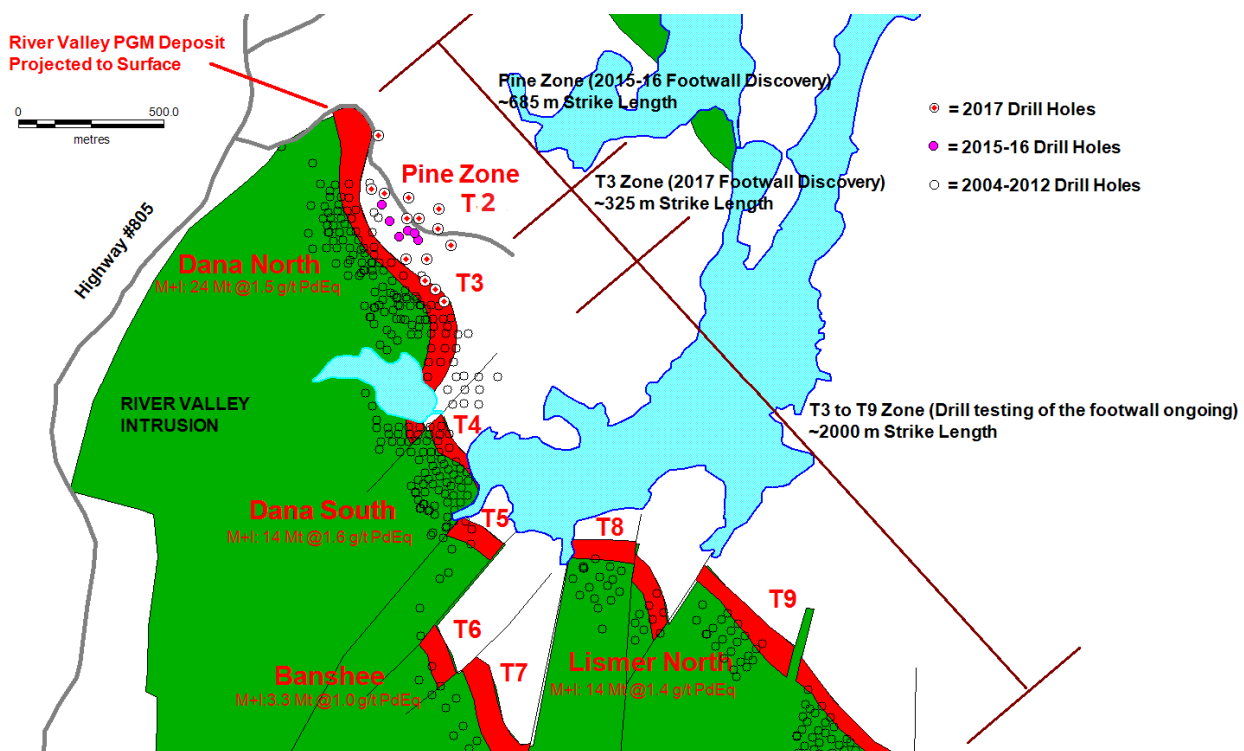 River Valley PGM Deposit
Projected to Surface
0 500.0
metres
Pine Zone (2015-16 Footwall Discovery)
~685 m Strike Length
= 2017 Drill Holes
= 2015-16 Drill Holes
= 2004-2012 Drill Holes
Pine Zone
T 2
T3 Zone (2017 Footwall Discovery)
~325 m Strike Length
Highway #805
Dana North
M+I: 24 Mt @1.5 g/t PdEq
T3
RIVER VALLEY
INTRUSION
T4
T3 to T9 Zone (Drill testing of the footwall ongoing)
~2000 m Strike Length
Dana South
M+I: 14 Mt @1.6 g/t PdEq
T5
T8
T9
T6
Banshee
M+I:3.3 Mt @1.0 g/t PdEq
T7
Lismer North
M+I: 14 Mt @1.4 g/t PdEq